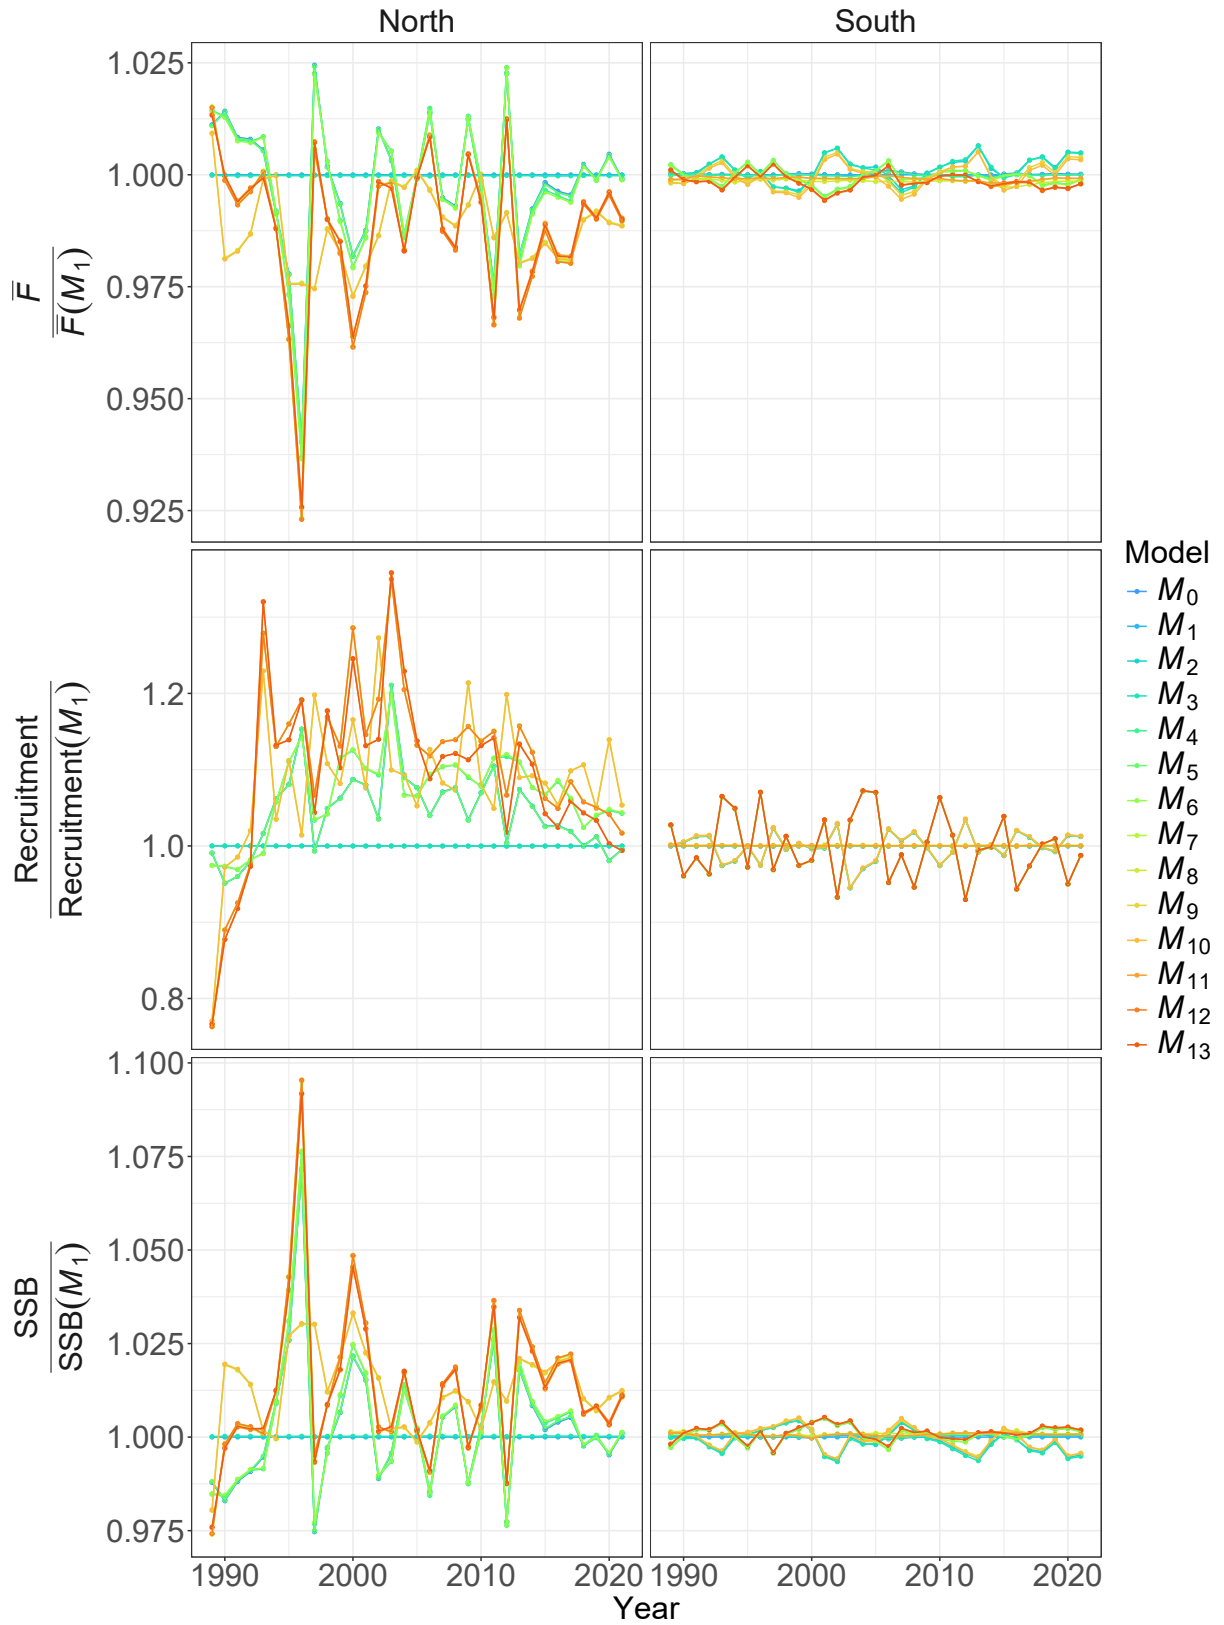 North
South
1.025
1.000
0.975
0.950
0.925
F
F(M1)
1.2
1.0
0.8
Recruitment
Recruitment(M1)
1.100
1.075
1.050
1.025
1.000
0.975
SSB
SSB(M1)
1990 2000 2010 2020 1990 2000 2010 2020
Year
Model
M0
M1
M2
M3
M4
M5
M6
M7
M8
M9
M10
M11
M12
M13